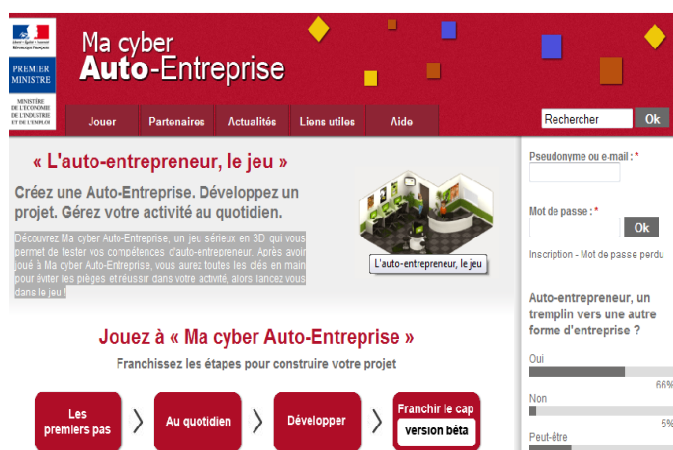 PREMIER
MINISTRE
MINISTÈRE
DE L'ÉCONOMIE
DE L'INDUSTRIE
ET DE L'EMPLOI
Ma cyber
Auto-Entreprise
Jouer
Partenaires
Actualités
Liens utiles
Aide
Rechercher
Ok
« L'auto-entrepreneur, le jeu »
Créez une Auto-Entreprise. Développez un
projet. Gérez votre activité au quotidien.
Découvrez Ma cyber Auto-Entreprise, un jeu sérieux en 3D qui vous
permet de tester vos compétences d'auto-entrepreneur. Après avoir
joué à Ma cyber Auto-Entreprise, vous aurez toutes les clés en main
pour éviter les pièges et réussir dans votre activité, alors lancez vous
dans le jeu !
L'auto-entrepreneur, le jeu
Jouez à « Ma cyber Auto-Entreprise »
Franchissez les étapes pour construire votre projet
Les
premiers pas
Au quotidien
Développer
Franchir le cap
version bêta
Pseudonyme ou e-mail : *
Mot de passe : *
Ok
Inscription - Mot de passe perdu
Auto-entrepreneur, un
tremplin vers une autre
forme d'entreprise ?
Oui
66%
Non
5%
Peut-être